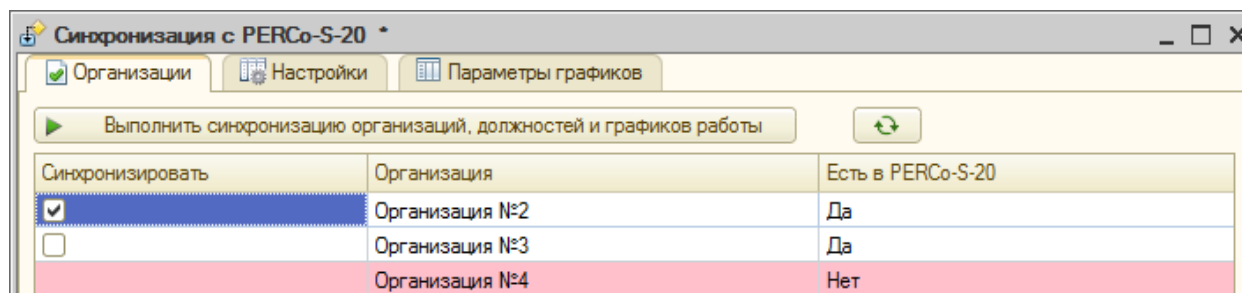 Синхронизация с PERCo-S-20 *
Организации Настройки Параметры графиков
Выполнить синхронизацию организаций, должностей и графиков работы
Синхронизировать Организация Есть в PERCo-S-20
Организация №2 Да
Организация №3 Да
Организация №4 Нет